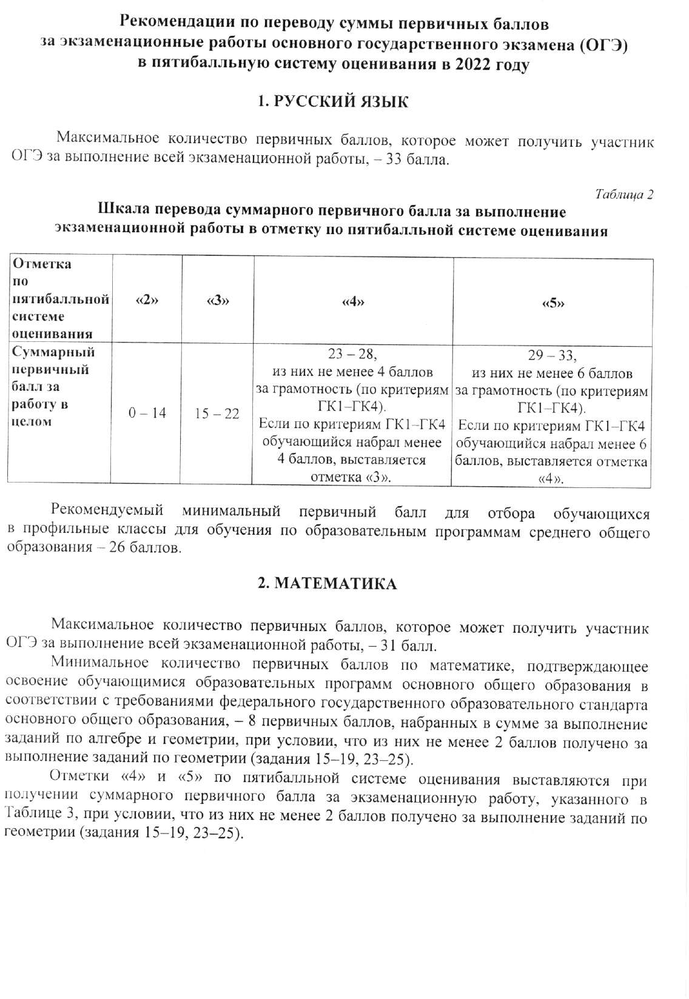 Рекомендации по переводу суммы первичных баллов
за экзаменационные работы основного государственного экзамена (ОГЭ)
в пятибалльную систему оценивания в 2022 году
1. РУССКИЙ ЯЗЫК
Максимальное количество первичных баллов, которое может получить участник
ОГЭ за выполнение всей экзаменационной работы, – 33 балла.
Таблица 2
Шкала перевода суммарного первичного балла за выполнение
экзаменационной работы в отметку по пятибалльной системе оценивания
Отметка
по
пятибалльной
системе
оценивания
«2»
«3»
«4»
«5»
Суммарный
первичный
балл за
работу в
целом
0 – 14
15 – 22
23 – 28,
из них не менее 4 баллов
за грамотность (по критериям
ГК1–ГК4).
Если по критериям ГК1–ГК4
обучающийся набрал менее
4 баллов, выставляется
отметка «3».
29 – 33,
из них не менее 6 баллов
за грамотность (по критериям
ГК1–ГК4).
Если по критериям ГК1–ГК4
обучающийся набрал менее 6
баллов, выставляется отметка
«4».
Рекомендуемый минимальный первичный балл для отбора обучающихся
в профильные классы для обучения по образовательным программам среднего общего
образования – 26 баллов.
2. МАТЕМАТИКА
Максимальное количество первичных баллов, которое может получить участник
ОГЭ за выполнение всей экзаменационной работы, – 31 балл.
Минимальное количество первичных баллов по математике, подтверждающее
освоение обучающимися образовательных программ основного общего образования в
соответствии с требованиями федерального государственного образовательного стандарта
основного общего образования, – 8 первичных баллов, набранных в сумме за выполнение
заданий по алгебре и геометрии, при условии, что из них не менее 2 баллов получено за
выполнение заданий по геометрии (задания 15–19, 23–25).
Отметки «4» и «5» по пятибалльной системе оценивания выставляются при
получении суммарного первичного балла за экзаменационную работу, указанного в
Таблице 3, при условии, что из них не менее 2 баллов получено за выполнение заданий по
геометрии (задания 15–19, 23–25).